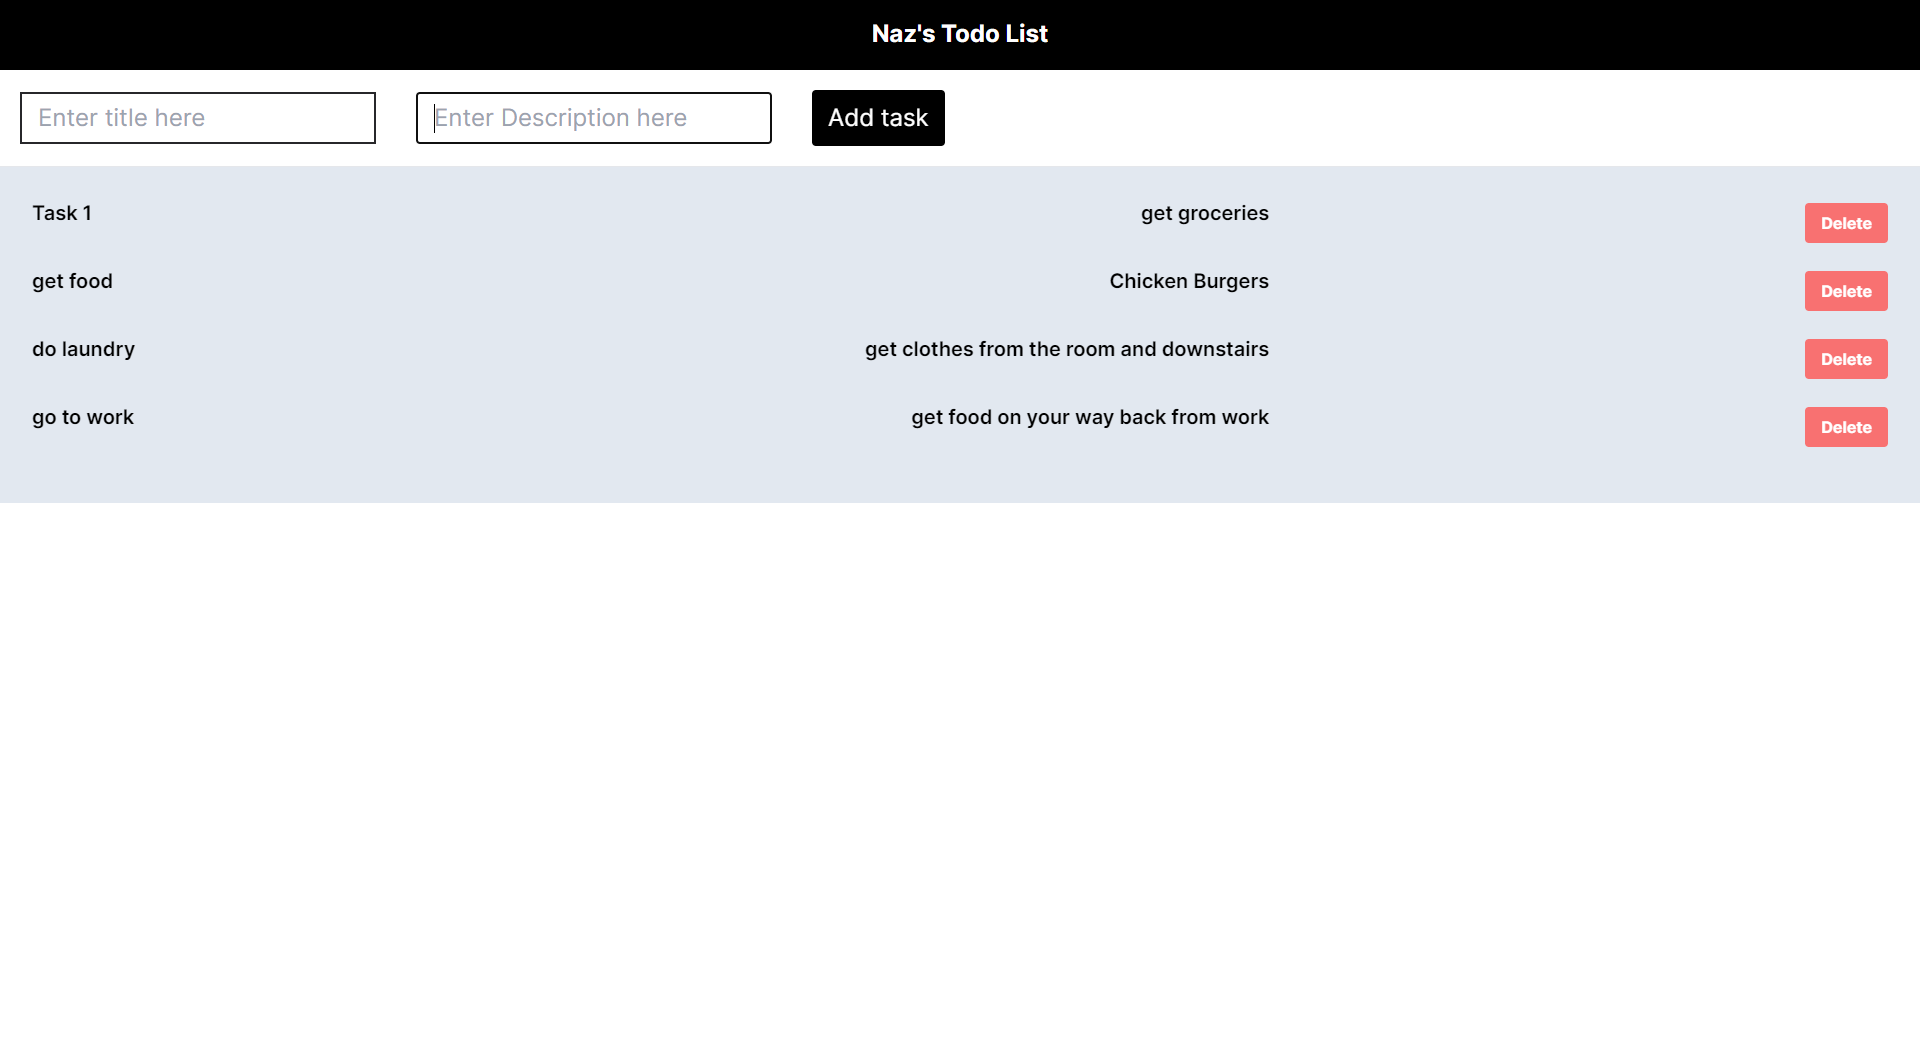 Naz's Todo List
Enter title here Enter Description here Add task
Task 1 get groceries Delete
get food Chicken Burgers Delete
do laundry get clothes from the room and downstairs Delete
go to work get food on your way back from work Delete